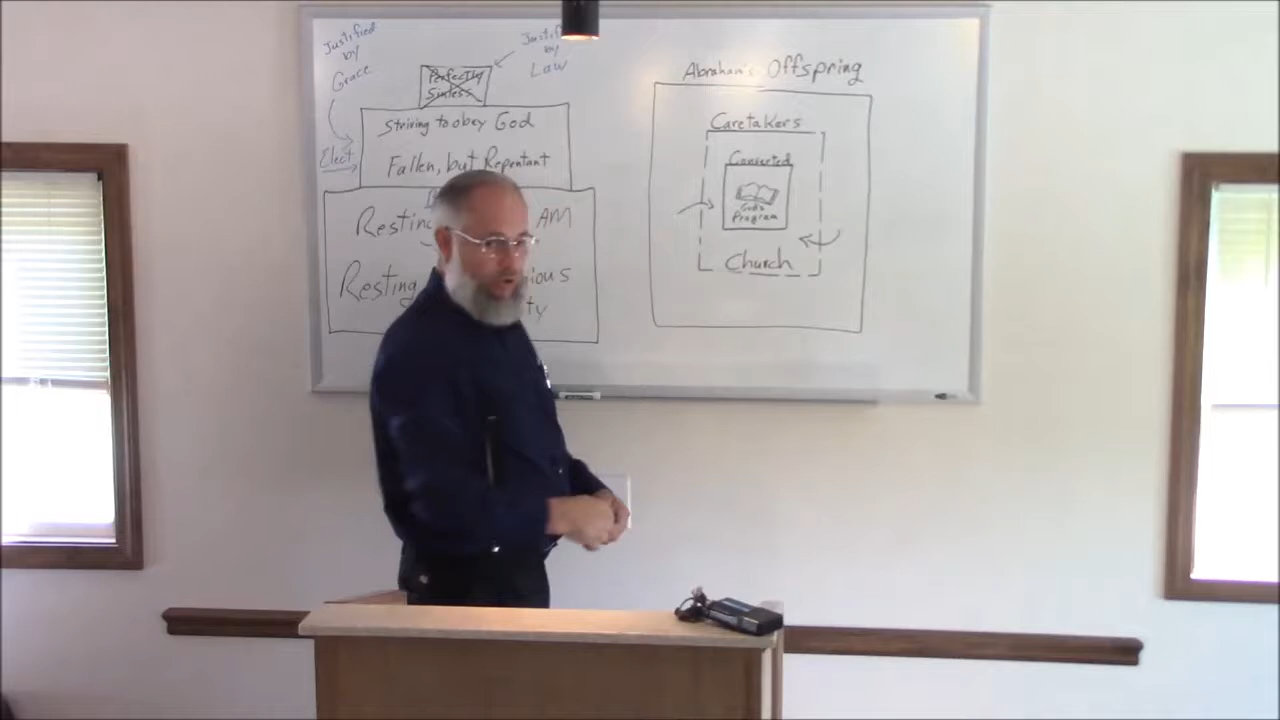 Justified
by
Grace
by
Law
Perfectly
Sinless
Striving to obey God
Elect
Fallen, but Repentant
Resting AM
Resting ious
ty
Abraham's Offspring
Caretakers
Converted
God's
Program
Church